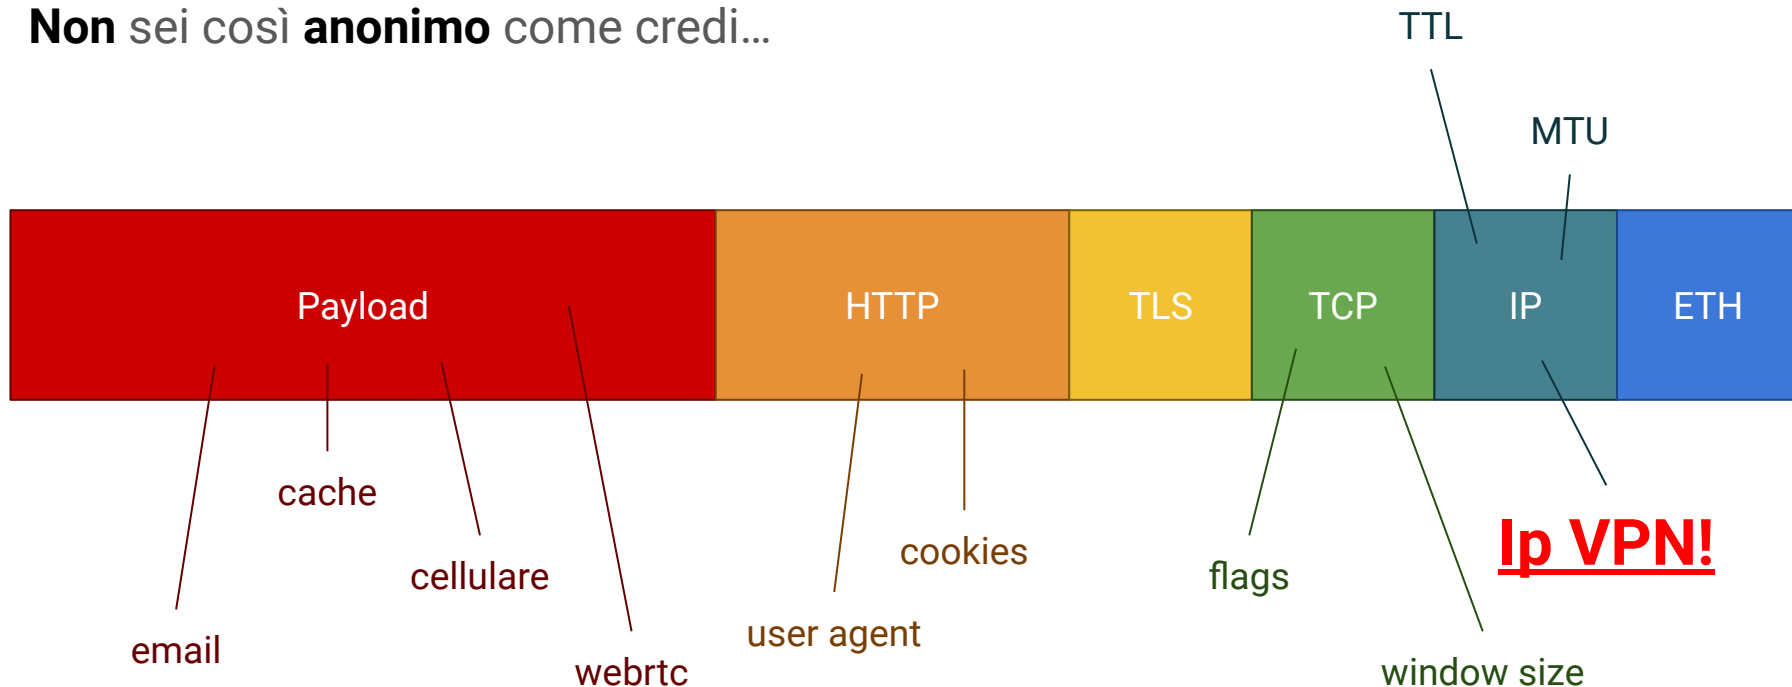 Non sei così anonimo come credi...
TTL
MTU
Payload
HTTP
TLS
TCP
IP
ETH
cache
cellulare
email
webrtc
cookies
user agent
flags
window size
Ip VPN!